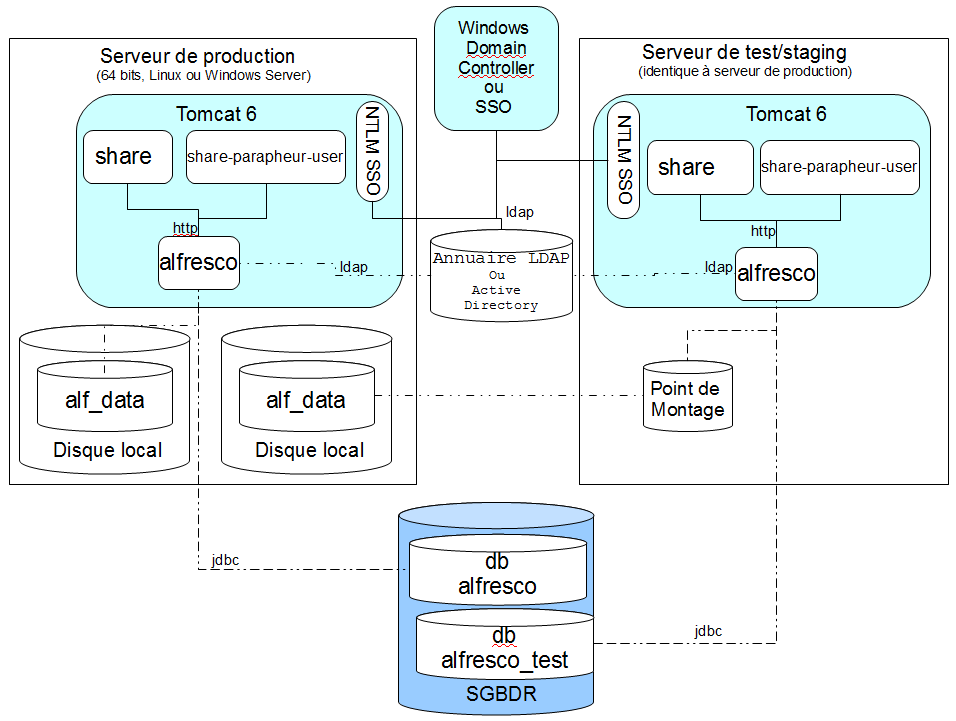 Windows
Domain
Controller
ou
SSO
Serveur de production
(64 bits, Linux ou Windows Server)
Tomcat 6
share
share-parapheur-user
NTLM SSO
http
alfresco
ldap
alf_data
Disque local
alf_data
Disque local
ldap
Annuaire LDAP
Ou
Active
Directory
Serveur de test/staging
(identique à serveur de production)
Tomcat 6
NTLM SSO
share
share-parapheur-user
http
ldap
alfresco
Point de
Montage
jdbc
db
alfresco
db
alfresco_test
SGBDR
jdbc